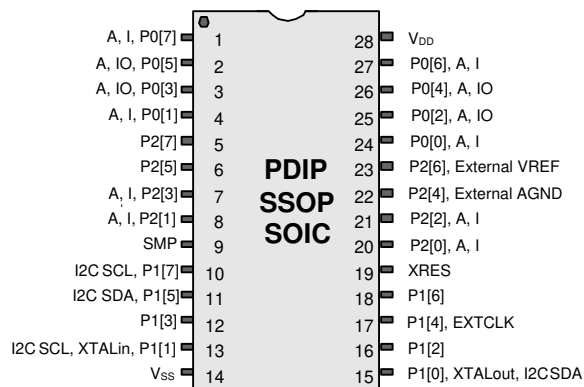 A, I, P0[7] 1 28 VDD
A, IO, P0[5] 2 27 P0[6], A, I
A, IO, P0[3] 3 26 P0[4], A, IO
A, I, P0[1] 4 25 P0[2], A, IO
P2[7] 5 24 P0[0], A, I
P2[5] 6 PDIP 23 P2[6], External VREF
A, I, P2[3] 7 SSOP 22 P2[4], External AGND
A, I, P2[1] 8 SOIC 21 P2[2], A, I
SMP 9 20 P2[0], A, I
I2C SCL, P1[7] 10 19 XRES
I2C SDA, P1[5] 11 18 P1[6]
P1[3] 12 17 P1[4], EXTCLK
I2C SCL, XTALin, P1[1] 13 16 P1[2]
Vss 14 15 P1[0], XTALout, I2C SDA